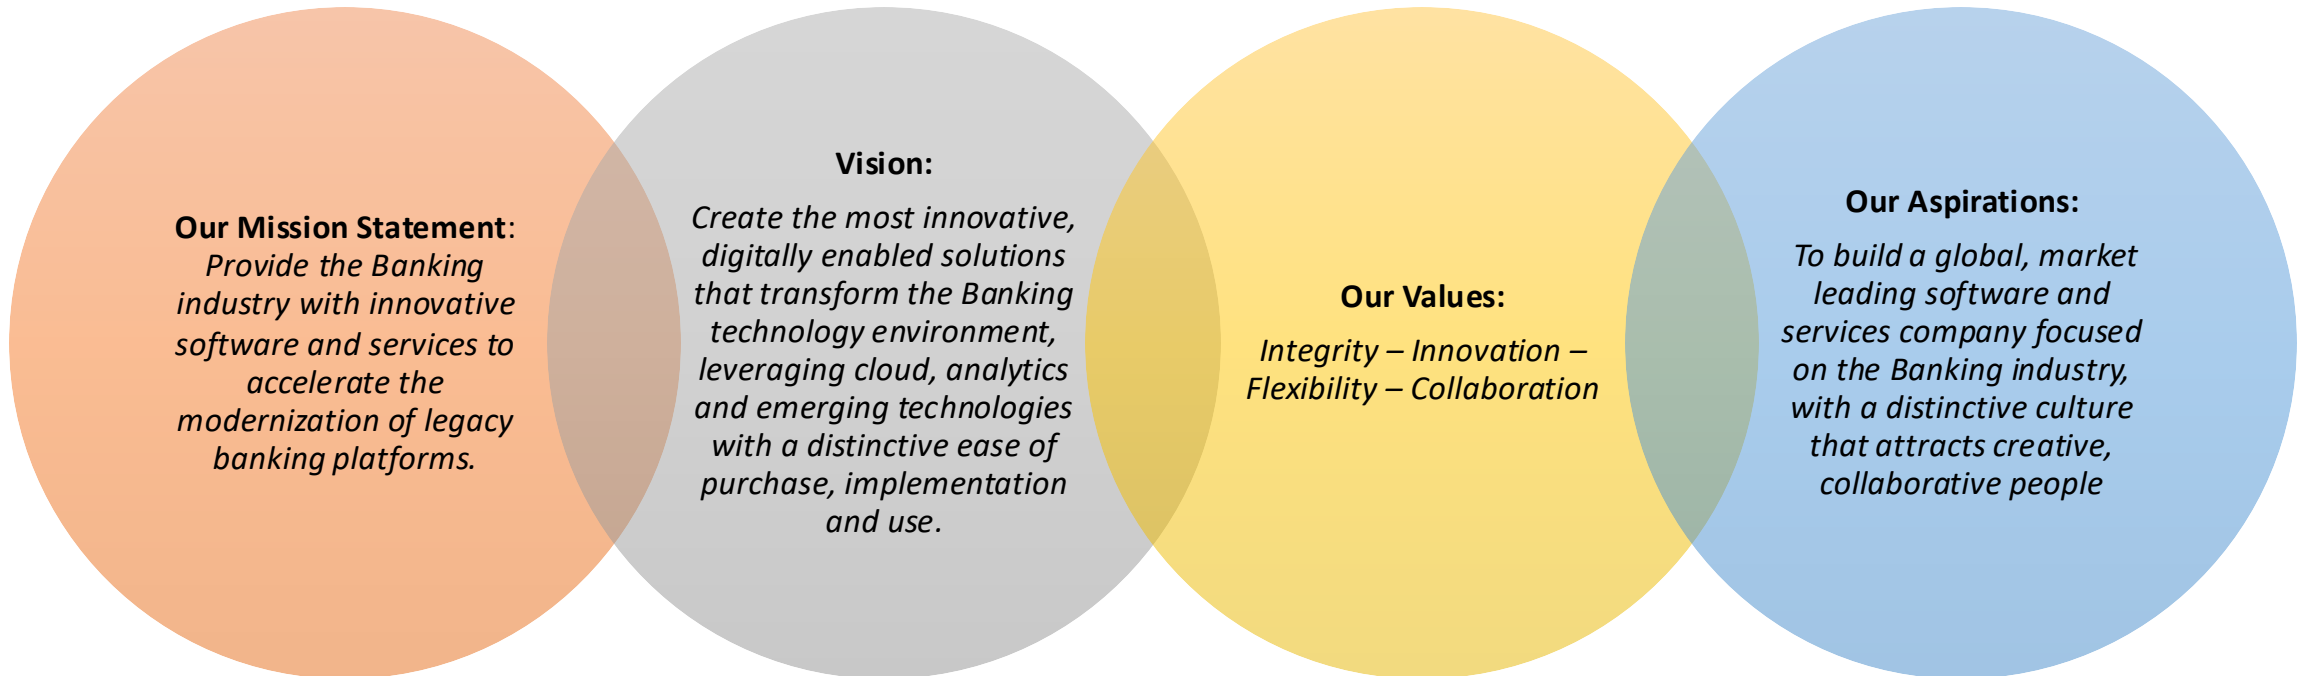 Our Mission Statement:
Provide the Banking
industry with innovative
software and services to
accelerate the
modernization of legacy
banking platforms.
Vision:
Create the most innovative,
digitally enabled solutions
that transform the Banking
technology environment,
leveraging cloud, analytics
and emerging technologies
with a distinctive ease of
purchase, implementation
and use.
Our Values:
Integrity – Innovation –
Flexibility – Collaboration
Our Aspirations:
To build a global, market
leading software and
services company focused
on the Banking industry,
with a distinctive culture
that attracts creative,
collaborative people